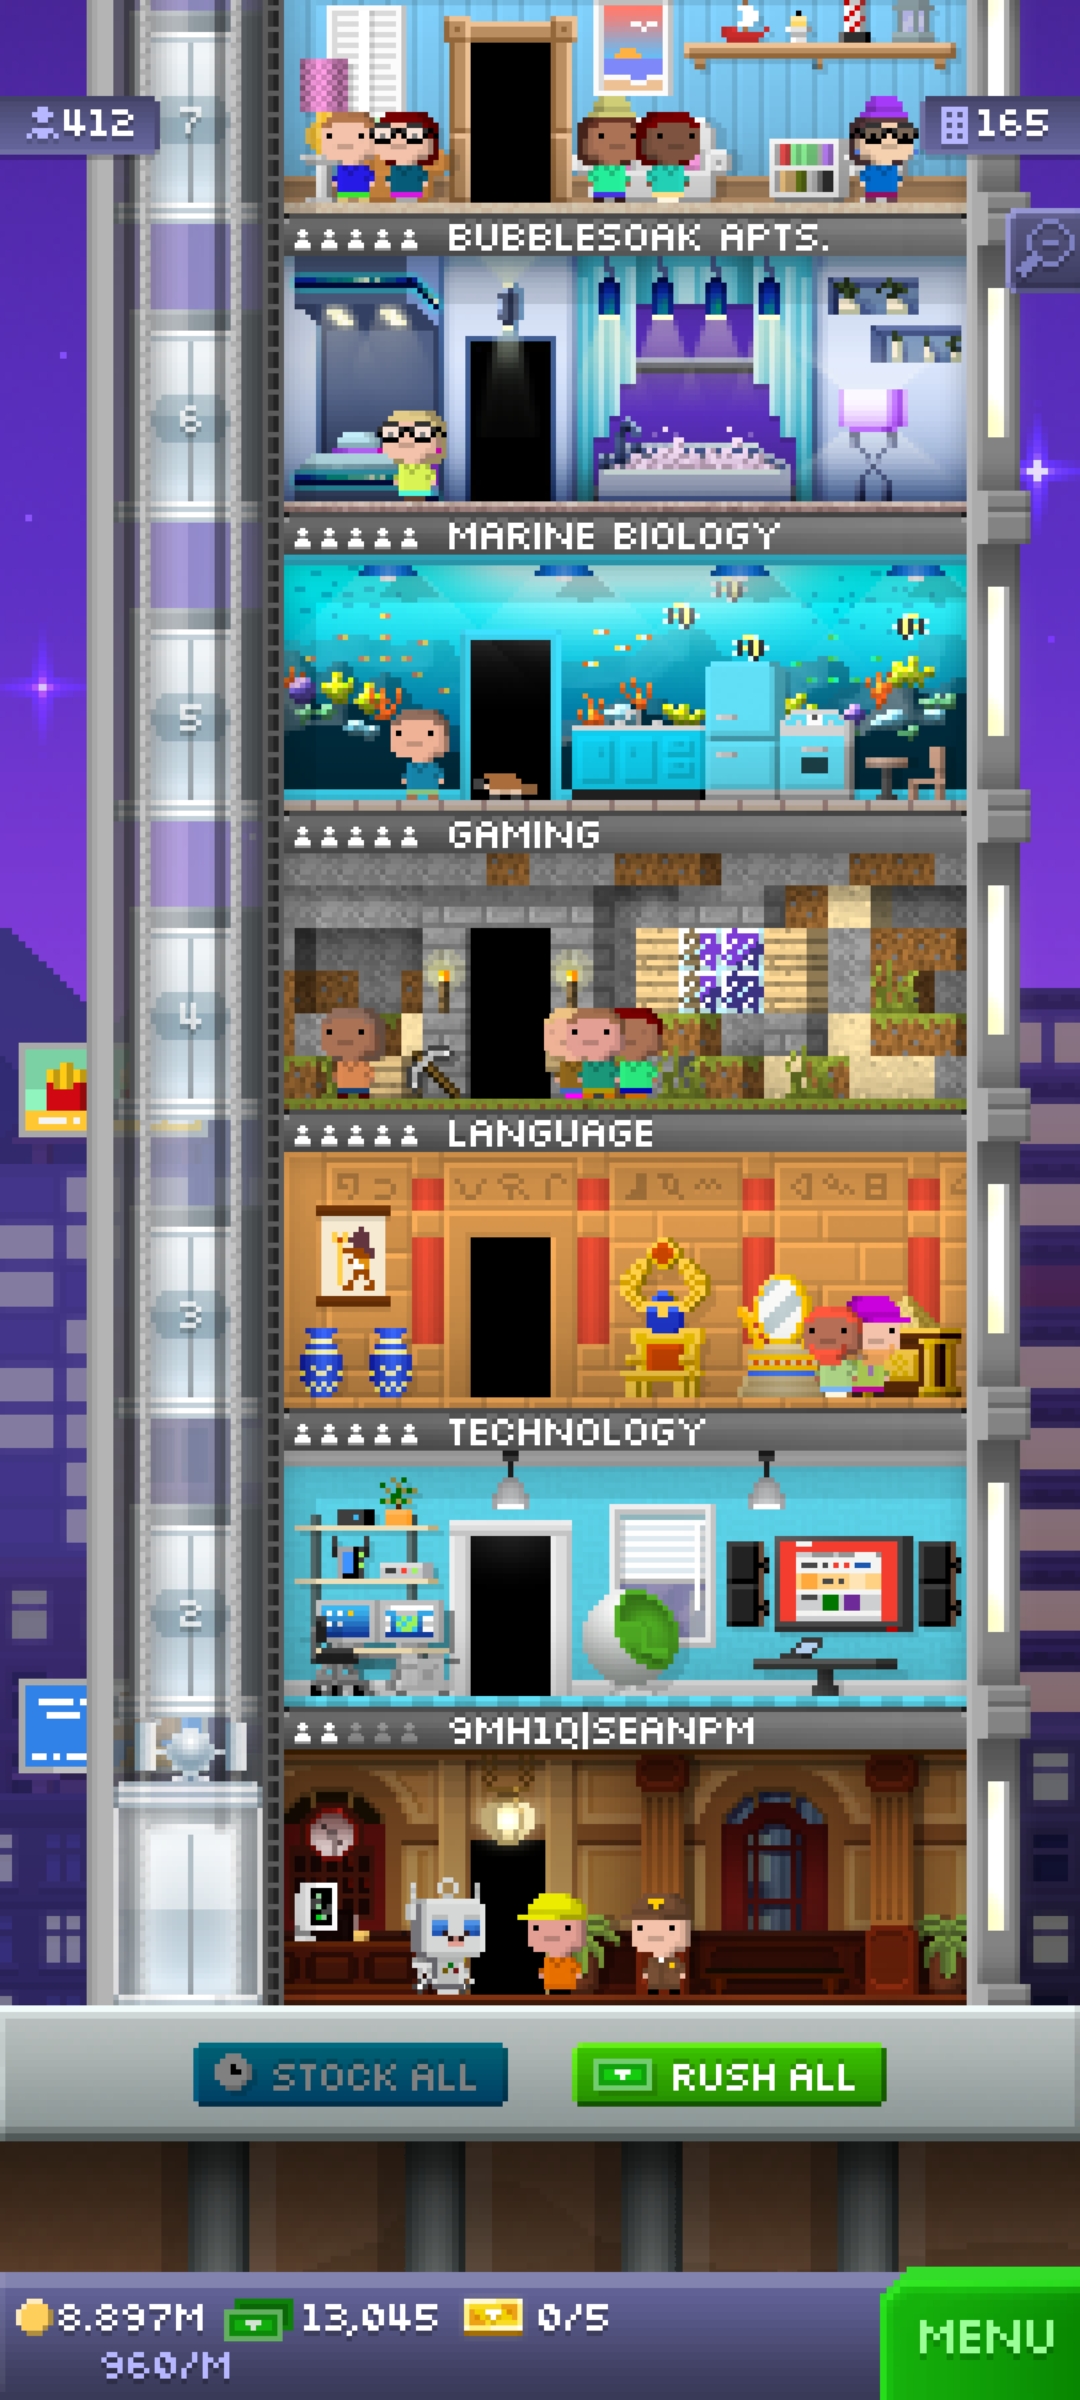 412
7
165
BUBBLESOAK APTS.
6
MARINE BIOLOGY
5
GAMING
4
LANGUAGE
3
TECHNOLOGY
2
9MH1Q|SEANPM
STOCK ALL
RUSH ALL
8.897M
13,045
0/5
960/M
MENU